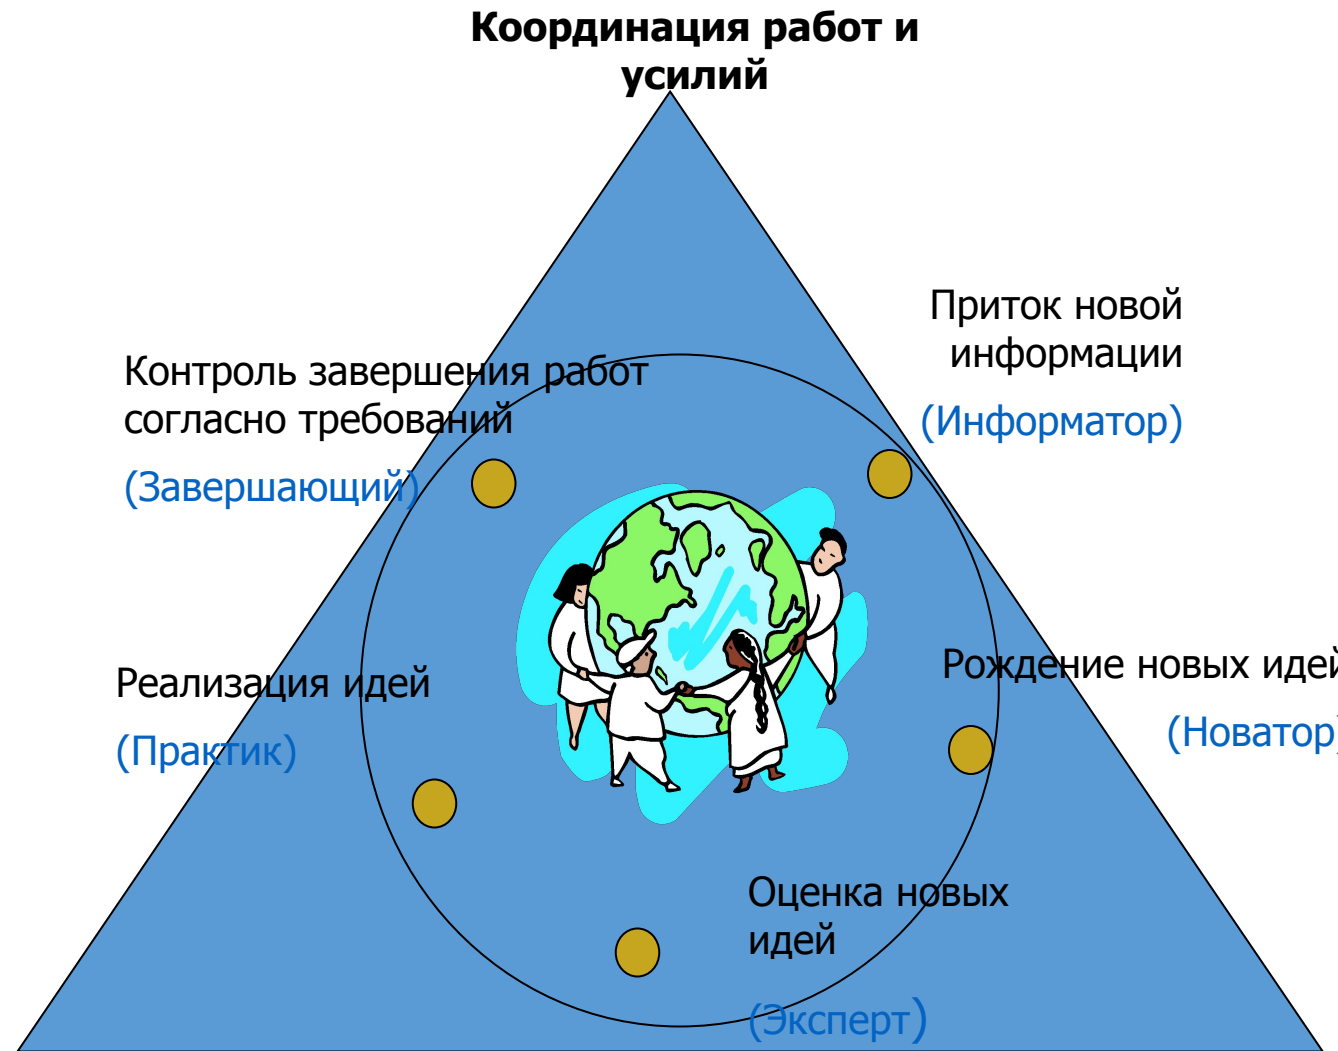 Координация работ и
усилий
Приток новой
информации
(Информатор)
Контроль завершения работ
согласно требований
(Завершающий)
Рождение новых идей
(Новатор)
Реализация идей
(Практик)
Оценка новых
идей
(Эксперт)